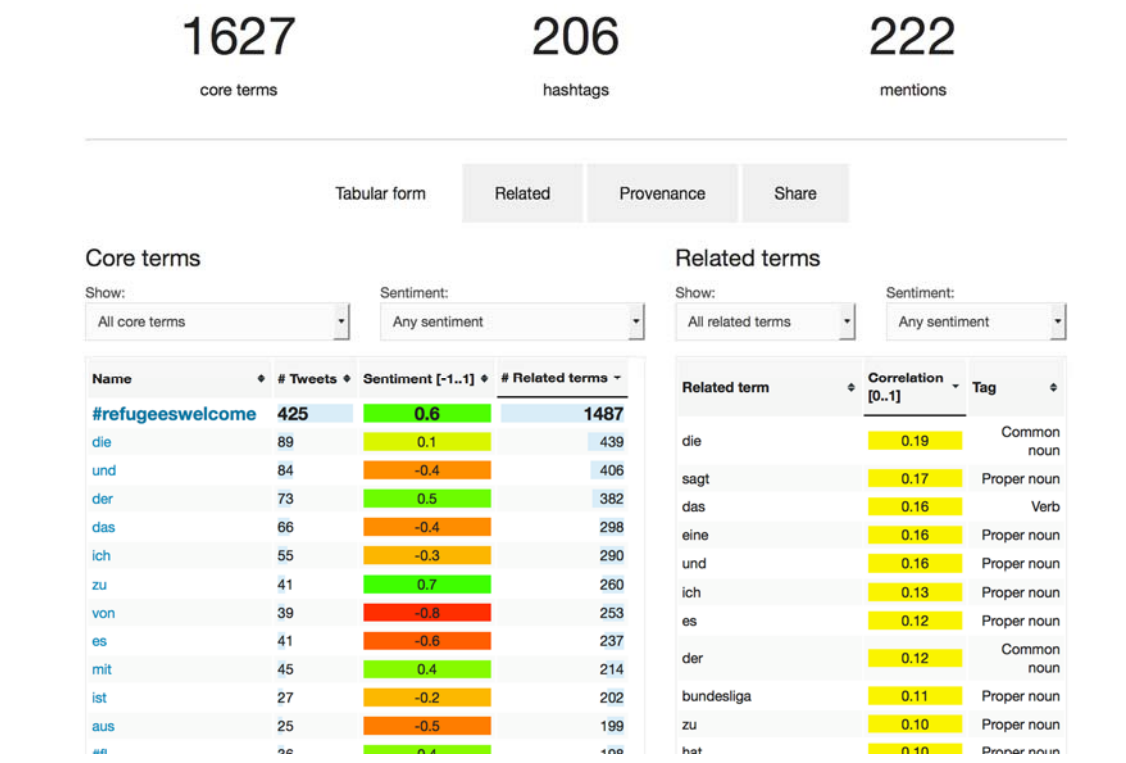 1627 206 222
core terms hashtags mentions
Tabular form Related Provenance Share
Core terms
Show: Sentiment:
All core terms Any sentiment
Name # Tweets Sentiment [-1..1] # Related terms
#refugeeswelcome 425 0.6 1487
die 89 0.1 439
und 84 -0.4 406
der 73 0.5 382
das 66 -0.4 298
ich 55 -0.3 290
zu 41 0.7 260
von 39 -0.8 253
es 41 -0.6 237
mit 45 0.4 214
ist 27 -0.2 202
aus 25 -0.5 199
Related terms
Show: Sentiment:
All related terms Any sentiment
Related term Correlation [0..1] Tag
die 0.19 Common noun
sagt 0.17 Proper noun
das 0.16 Verb
eine 0.16 Proper noun
und 0.16 Proper noun
ich 0.13 Proper noun
es 0.12 Proper noun
der 0.12 Common noun
bundesliga 0.11 Proper noun
zu 0.10 Proper noun
hat 0.10 Proper noun